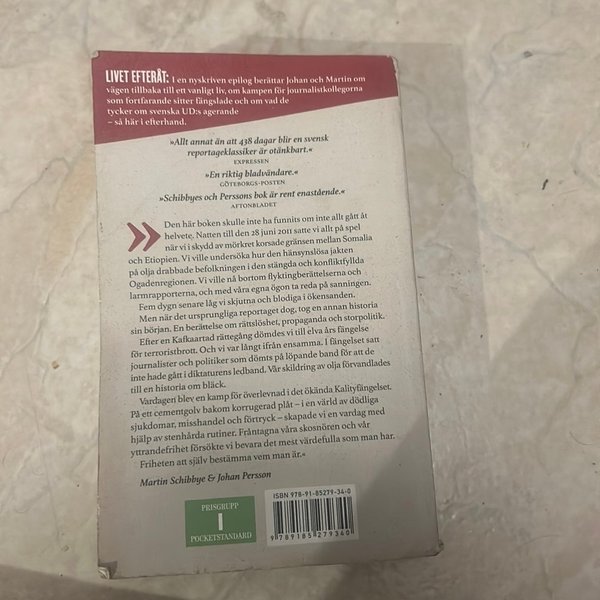 LIVET EFTERÅT: I en nyskriven epilog berättar Johan och Martin om
vägen tillbaka till ett vanligt liv, om kampen för journalistkollegorna
som fortfarande sitter fängslade och om vad de
tycker om svenska UD:s agerande
– så här i efterhand.
»Allt annat än att 438 dagar blir en svensk
reportageklassiker är otänkbart.«
EXPRESSEN
»En riktig bladvändare.«
GÖTEBORGS-POSTEN
»Schibbyes och Perssons bok är rent enastående.«
AFTONBLADET
» Den här boken skulle inte ha funnits om inte allt gått åt
helvete. Natten till den 28 juni 2011 satte vi allt på spel
när vi i skydd av mörkret korsade gränsen mellan Somalia
och Etiopien. Vi ville undersöka hur den hänsynslösa jakten
på olja drabbade befolkningen i den stängda och konfliktfyllda
Ogadenregionen. Vi ville nå bortom flyktingberättelserna och
larmrapporterna, och med våra egna ögon ta reda på sanningen.
Fem dygn senare låg vi skjutna och blodiga i ökensanden.
Men när det ursprungliga reportaget dog, tog en annan historia
sin början. En berättelse om rättslöshet, propaganda och storpolitik.
Efter en Kafkaartad rättegång dömdes vi till elva års fängelse
för terroristbrott. Och vi var långt ifrån ensamma. I fängelset satt
journalister och politiker som dömts på löpande band för att de
inte hade gått i diktaturens ledband. Vår skildring av olja förvandlades
till en historia om bläck.
Vardagen blev en kamp för överlevnad i det ökända Kalityfängelset.
På ett cementgolv bakom korrugerad plåt – i en värld av dödliga
sjukdomar, misshandel och förtryck – skapade vi en vardag med
hjälp av stenhårda rutiner. Fråntagna våra skosnören och vår
yttrandefrihet försökte vi bevara det mest värdefulla som man har.
Friheten att själv bestämma vem man är.«
Martin Schibbye & Johan Persson
PRISGRUPP
I
POCKETSTANDARD
ISBN 978-91-85279-34-0
9 789185 279340